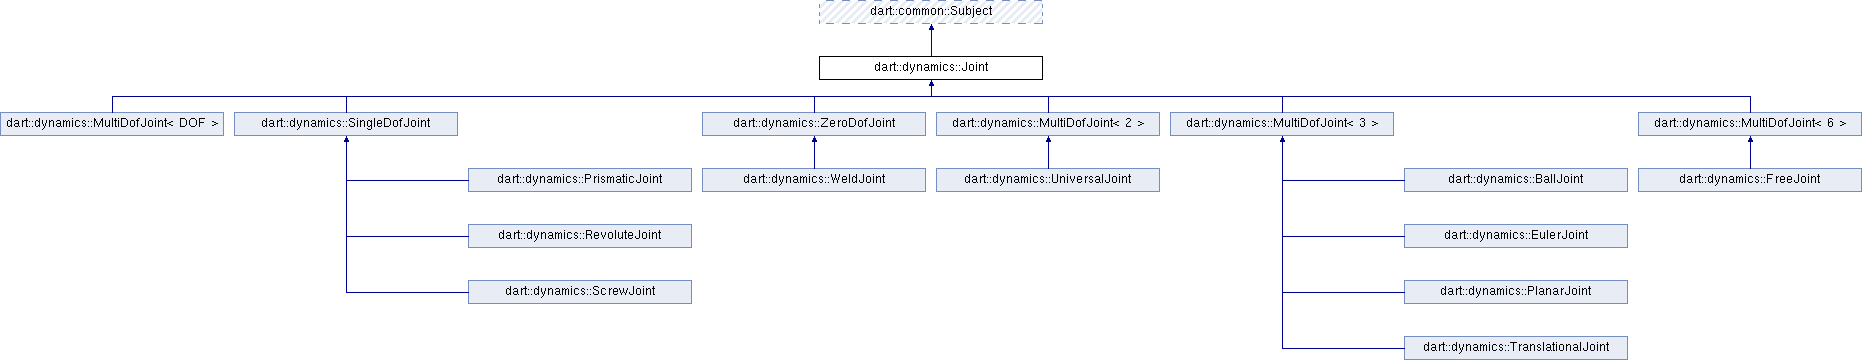 dart::common::Subject
dart::dynamics::Joint
dart::dynamics::MultiDofJoint< DOF >
dart::dynamics::SingleDofJoint
dart::dynamics::ZeroDofJoint
dart::dynamics::MultiDofJoint< 2 >
dart::dynamics::MultiDofJoint< 3 >
dart::dynamics::MultiDofJoint< 6 >
dart::dynamics::PrismaticJoint
dart::dynamics::WeldJoint
dart::dynamics::UniversalJoint
dart::dynamics::BallJoint
dart::dynamics::FreeJoint
dart::dynamics::RevoluteJoint
dart::dynamics::EulerJoint
dart::dynamics::ScrewJoint
dart::dynamics::PlanarJoint
dart::dynamics::TranslationalJoint